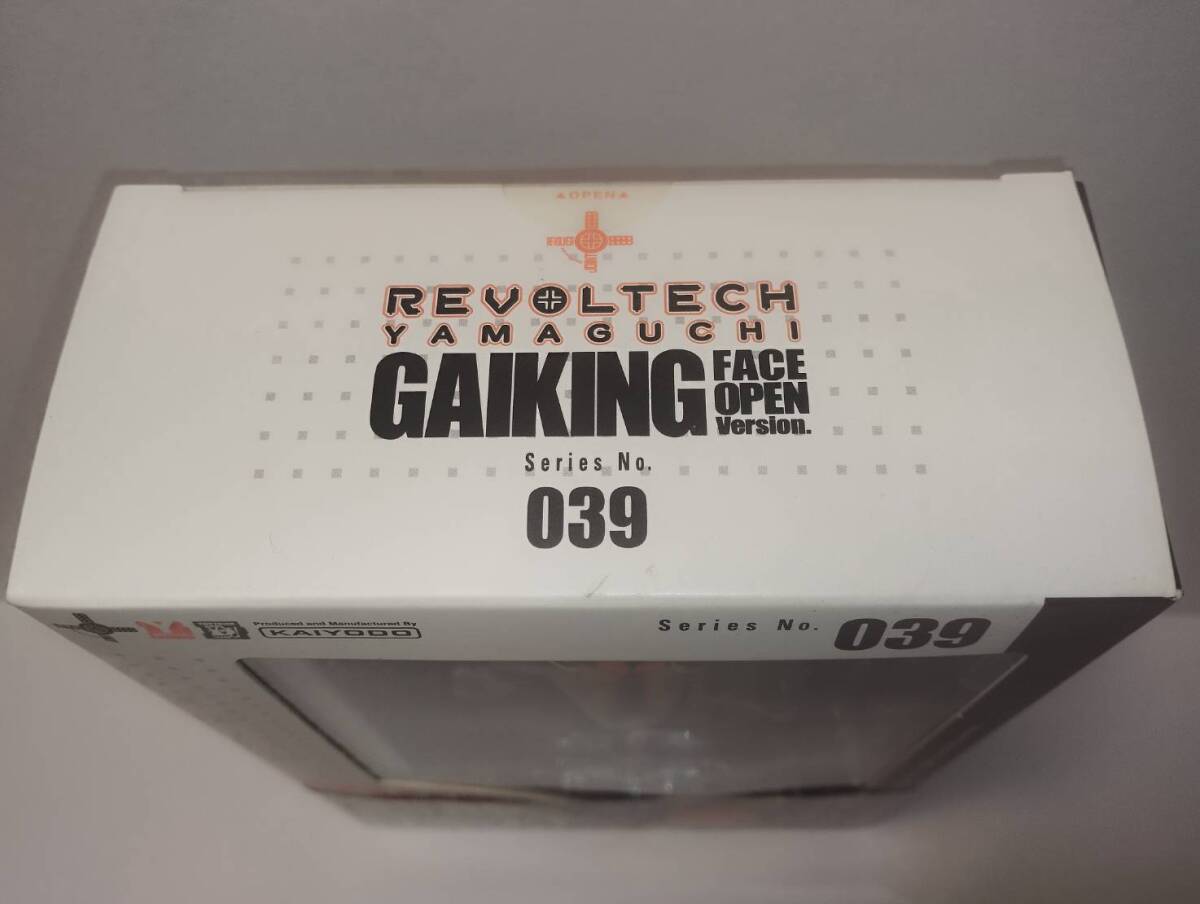 ▲OPEN▲
REVOLTECH
YAMAGUCHI
GAIKING
FACE
OPEN
Version.
Series No.
039
Produced and Manufactured By
KAIYODO
Series No. 039